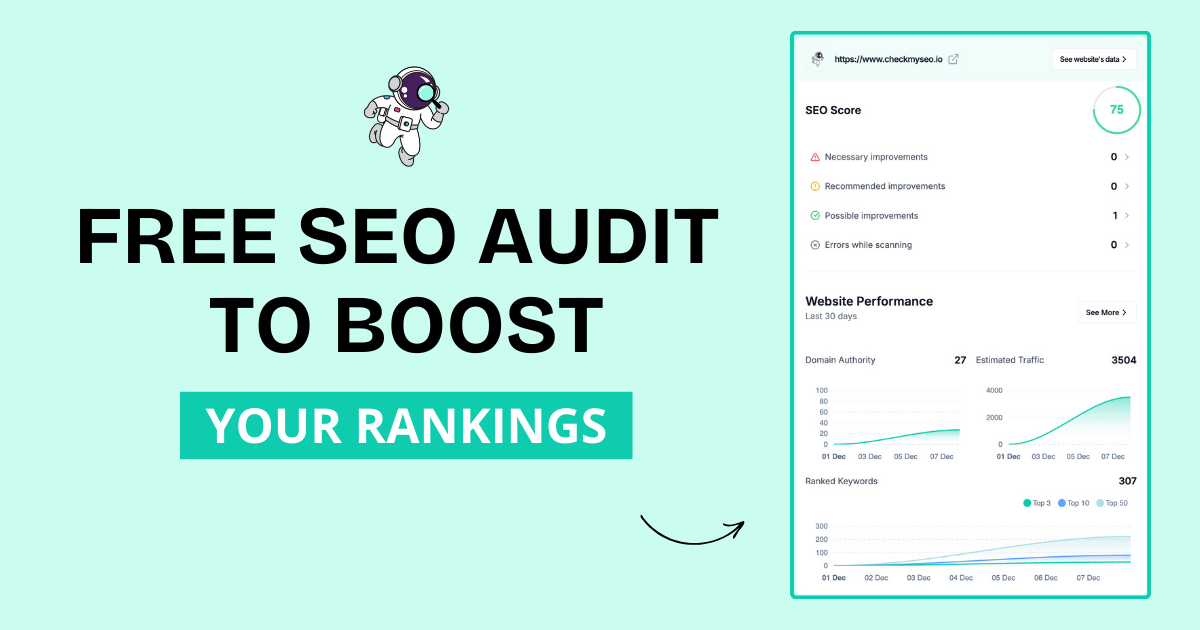 FREE SEO AUDIT
TO BOOST
YOUR RANKINGS
https://www.checkmyseo.io
See website's data
SEO Score
75
Necessary improvements 0
Recommended improvements 0
Possible improvements 1
Errors while scanning 0
Website Performance
Last 30 days
See More
Domain Authority 27
100
80
60
40
20
0
01 Dec 03 Dec 05 Dec 07 Dec
Estimated Traffic 3504
4000
2000
0
01 Dec 03 Dec 05 Dec 07 Dec
Ranked Keywords 307
Top 3 Top 10 Top 50
300
200
100
0
01 Dec 02 Dec 03 Dec 04 Dec 05 Dec 06 Dec 07 Dec